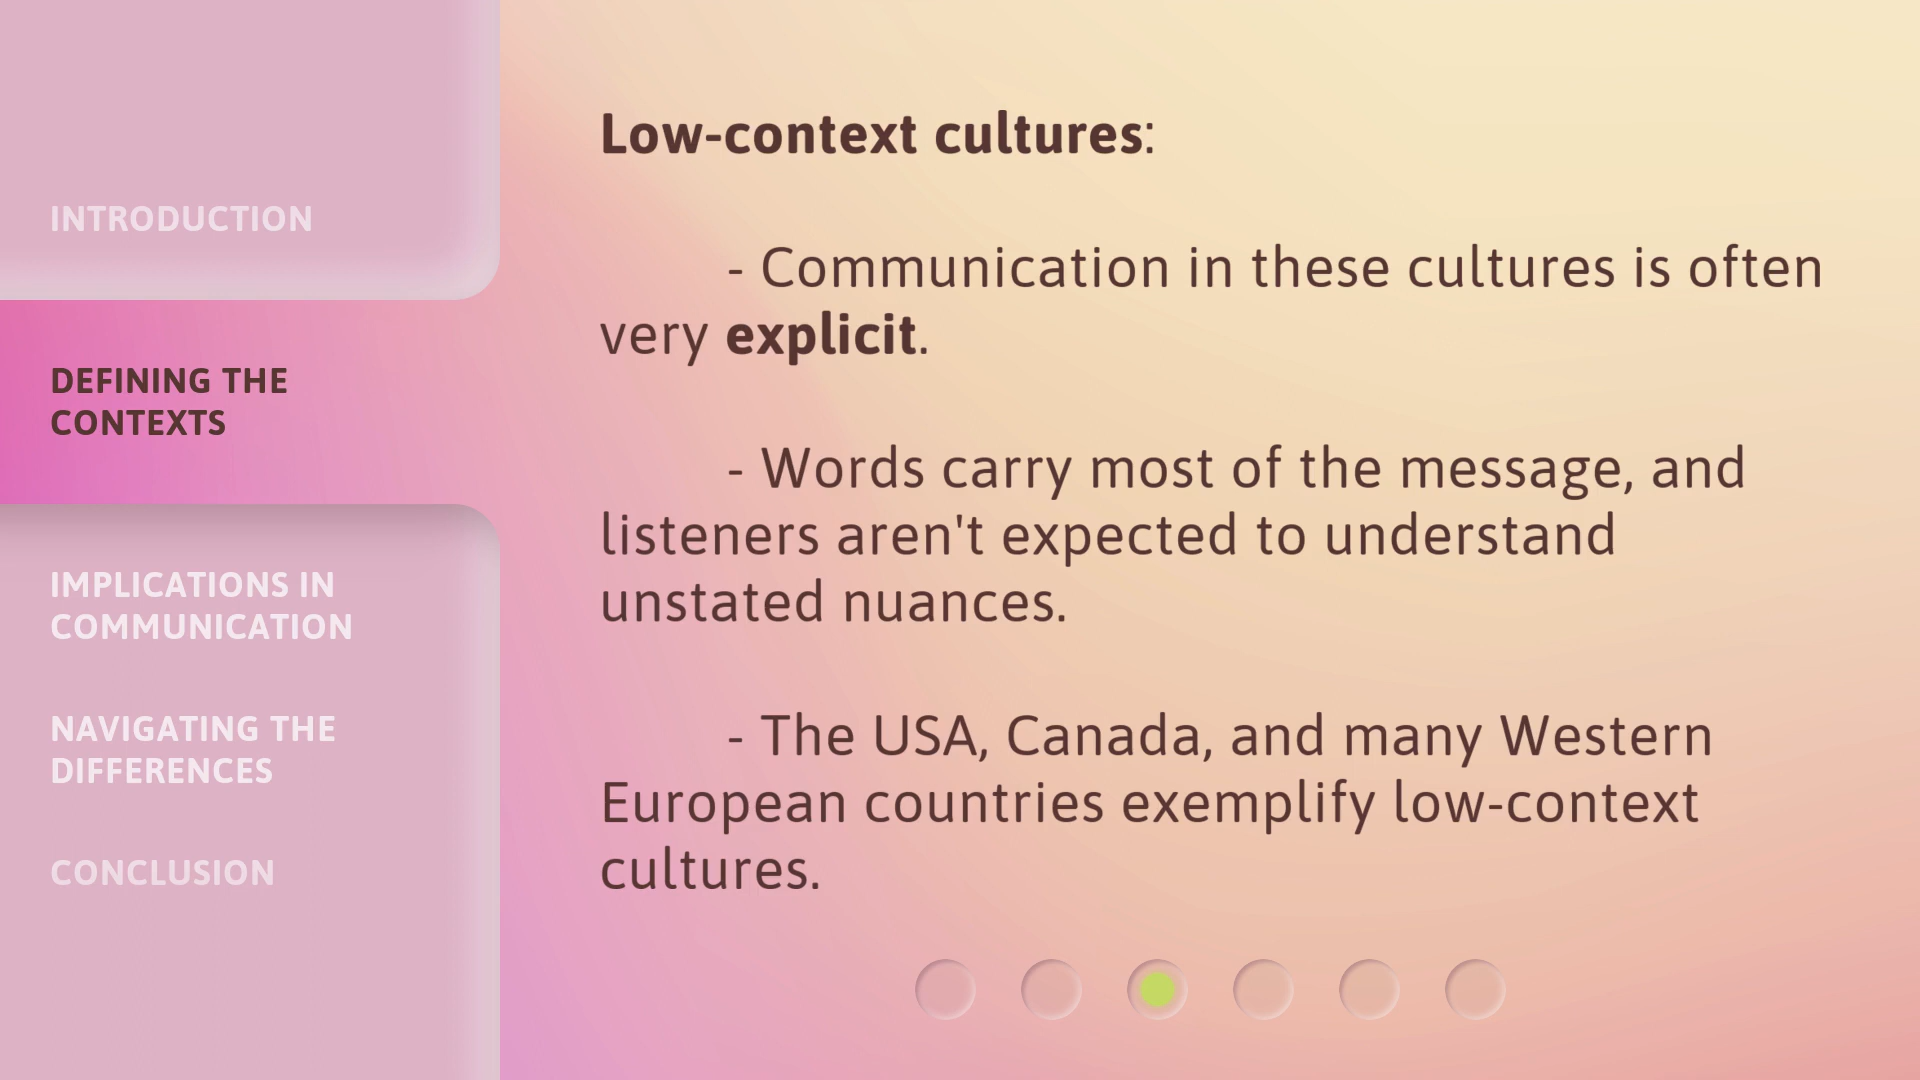 INTRODUCTION
DEFINING THE
CONTEXTS
IMPLICATIONS IN
COMMUNICATION
NAVIGATING THE
DIFFERENCES
CONCLUSION
Low-context cultures:
- Communication in these cultures is often
very explicit.
- Words carry most of the message, and
listeners aren't expected to understand
unstated nuances.
- The USA, Canada, and many Western
European countries exemplify low-context
cultures.